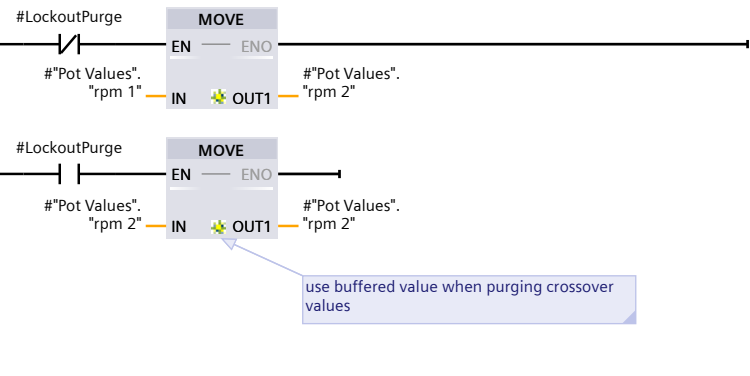 #LockoutPurge
MOVE
EN ENO
#"Pot Values".
"rpm 1"
IN OUT1
#"Pot Values".
"rpm 2"
#LockoutPurge
MOVE
EN ENO
#"Pot Values".
"rpm 2"
IN OUT1
#"Pot Values".
"rpm 2"
use buffered value when purging crossover
values